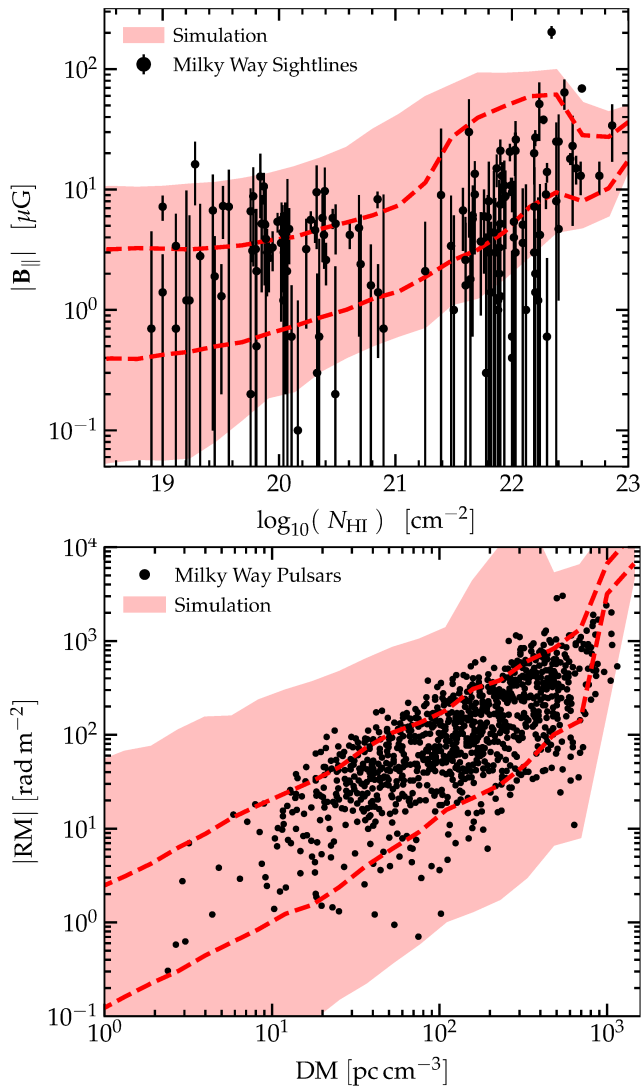 Simulation
Milky Way Sightlines
10²
10¹
10⁰
10⁻¹
|B∥| [μG]
19 20 21 22 23
log₁₀( N_HI ) [cm⁻²]
Milky Way Pulsars
Simulation
10⁴
10³
10²
10¹
10⁰
10⁻¹
|RM| [rad m⁻²]
10⁰ 10¹ 10² 10³
DM [pc cm⁻³]